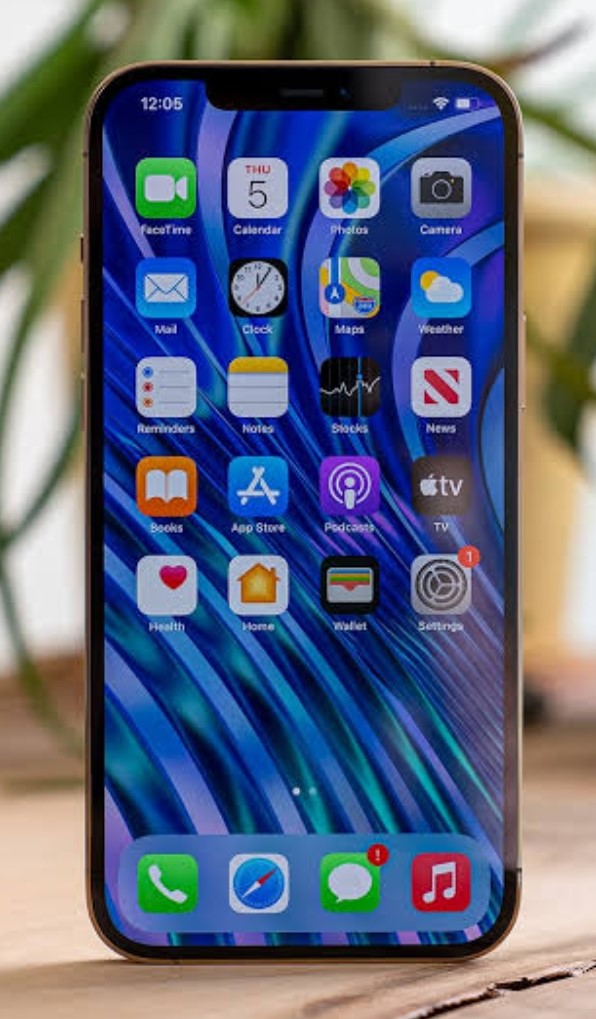 12:05
THU
5
FaceTime
Calendar
Photos
Camera
Mail
Clock
Maps
Weather
Reminders
Notes
Stocks
News
tv
Books
App Store
Podcasts
TV
1
Health
Home
Wallet
Settings
!